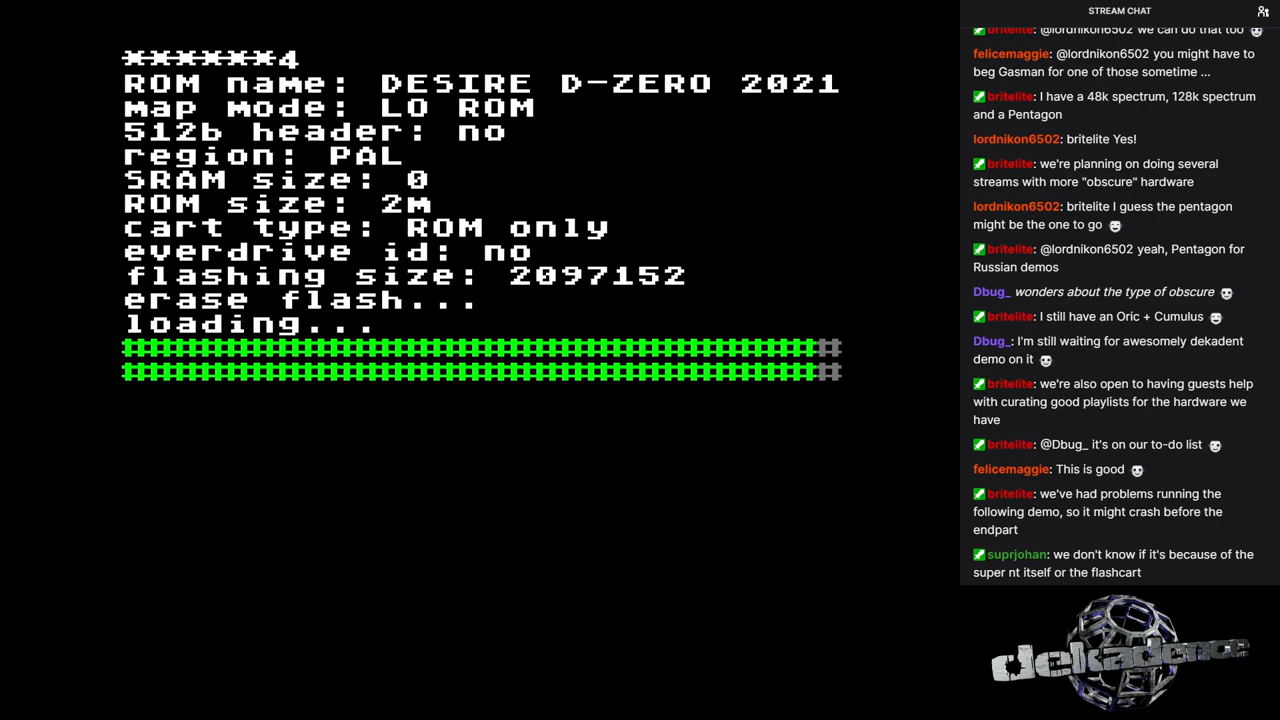 ******4
ROM name: DESIRE D-ZERO 2021
map mode: LO ROM
512b header: no
region: PAL
SRAM size: 0
ROM size: 2m
cart type: ROM only
everdrive id: no
flashing size: 2097152
erase flash...
loading...
STREAM CHAT
britelite: @lordnikon6502 we can do that too
felicemaggie: @lordnikon6502 you might have to
beg Gasman for one of those sometime ...
britelite: I have a 48k spectrum, 128k spectrum
and a Pentagon
lordnikon6502: britelite Yes!
britelite: we're planning on doing several
streams with more "obscure" hardware
lordnikon6502: britelite I guess the pentagon
might be the one to go
britelite: @lordnikon6502 yeah, Pentagon for
Russian demos
Dbug_ wonders about the type of obscure
britelite: I still have an Oric + Cumulus
Dbug_: I'm still waiting for awesomely dekadent
demo on it
britelite: we're also open to having guests help
with curating good playlists for the hardware we
have
britelite: @Dbug_ it's on our to-do list
felicemaggie: This is good
britelite: we've had problems running the
following demo, so it might crash before the
endpart
suprjohan: we don't know if it's because of the
super nt itself or the flashcart
dekadence